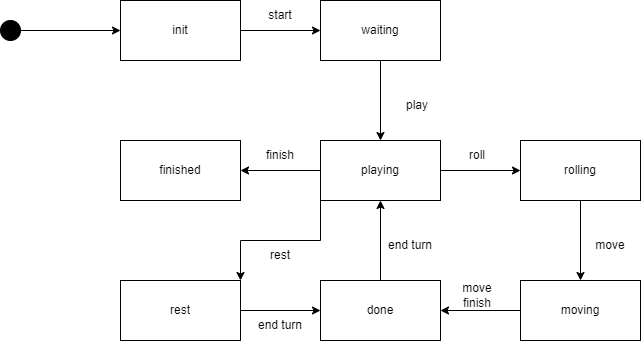 start
init
waiting
play
finish
roll
finished
playing
rolling
end turn
move
rest
move
finish
rest
done
moving
end turn